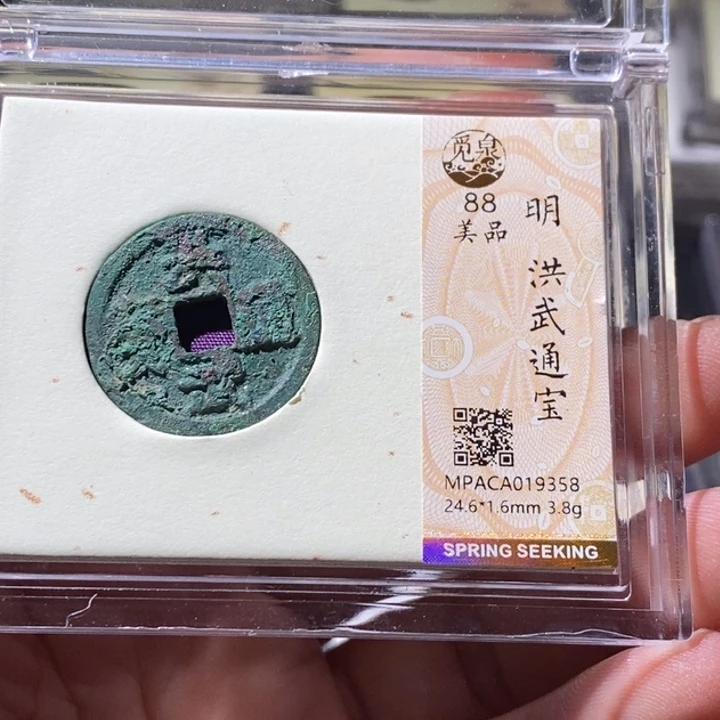 觅泉
88
美品
明 洪武通宝
MPACA019358
24.6*1.6mm 3.8g
SPRING SEEKING